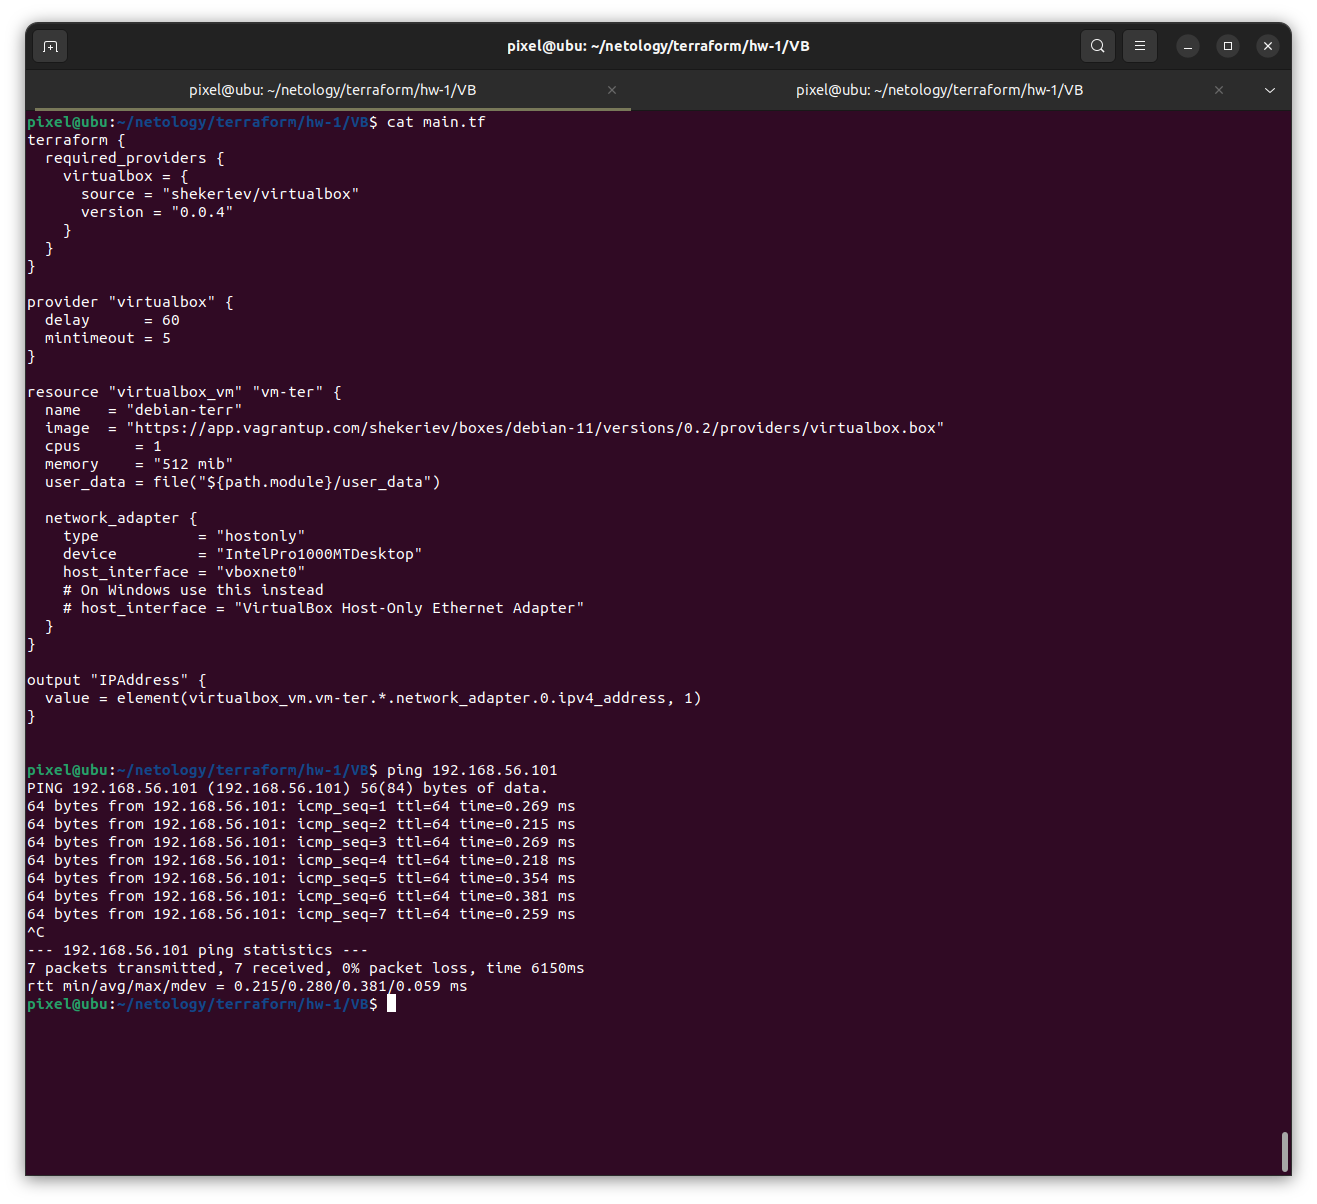 pixel@ubu: ~/netology/terraform/hw-1/VB
pixel@ubu: ~/netology/terraform/hw-1/VB
pixel@ubu: ~/netology/terraform/hw-1/VB
pixel@ubu:~/netology/terraform/hw-1/VB$ cat main.tf
terraform {
  required_providers {
    virtualbox = {
      source = "shekeriev/virtualbox"
      version = "0.0.4"
    }
  }
}

provider "virtualbox" {
  delay      = 60
  mintimeout = 5
}

resource "virtualbox_vm" "vm-ter" {
  name   = "debian-terr"
  image  = "https://app.vagrantup.com/shekeriev/boxes/debian-11/versions/0.2/providers/virtualbox.box"
  cpus      = 1
  memory    = "512 mib"
  user_data = file("${path.module}/user_data")

  network_adapter {
    type           = "hostonly"
    device         = "IntelPro1000MTDesktop"
    host_interface = "vboxnet0"
    # On Windows use this instead
    # host_interface = "VirtualBox Host-Only Ethernet Adapter"
  }
}

output "IPAddress" {
  value = element(virtualbox_vm.vm-ter.*.network_adapter.0.ipv4_address, 1)
}


pixel@ubu:~/netology/terraform/hw-1/VB$ ping 192.168.56.101
PING 192.168.56.101 (192.168.56.101) 56(84) bytes of data.
64 bytes from 192.168.56.101: icmp_seq=1 ttl=64 time=0.269 ms
64 bytes from 192.168.56.101: icmp_seq=2 ttl=64 time=0.215 ms
64 bytes from 192.168.56.101: icmp_seq=3 ttl=64 time=0.269 ms
64 bytes from 192.168.56.101: icmp_seq=4 ttl=64 time=0.218 ms
64 bytes from 192.168.56.101: icmp_seq=5 ttl=64 time=0.354 ms
64 bytes from 192.168.56.101: icmp_seq=6 ttl=64 time=0.381 ms
64 bytes from 192.168.56.101: icmp_seq=7 ttl=64 time=0.259 ms
^C
--- 192.168.56.101 ping statistics ---
7 packets transmitted, 7 received, 0% packet loss, time 6150ms
rtt min/avg/max/mdev = 0.215/0.280/0.381/0.059 ms
pixel@ubu:~/netology/terraform/hw-1/VB$